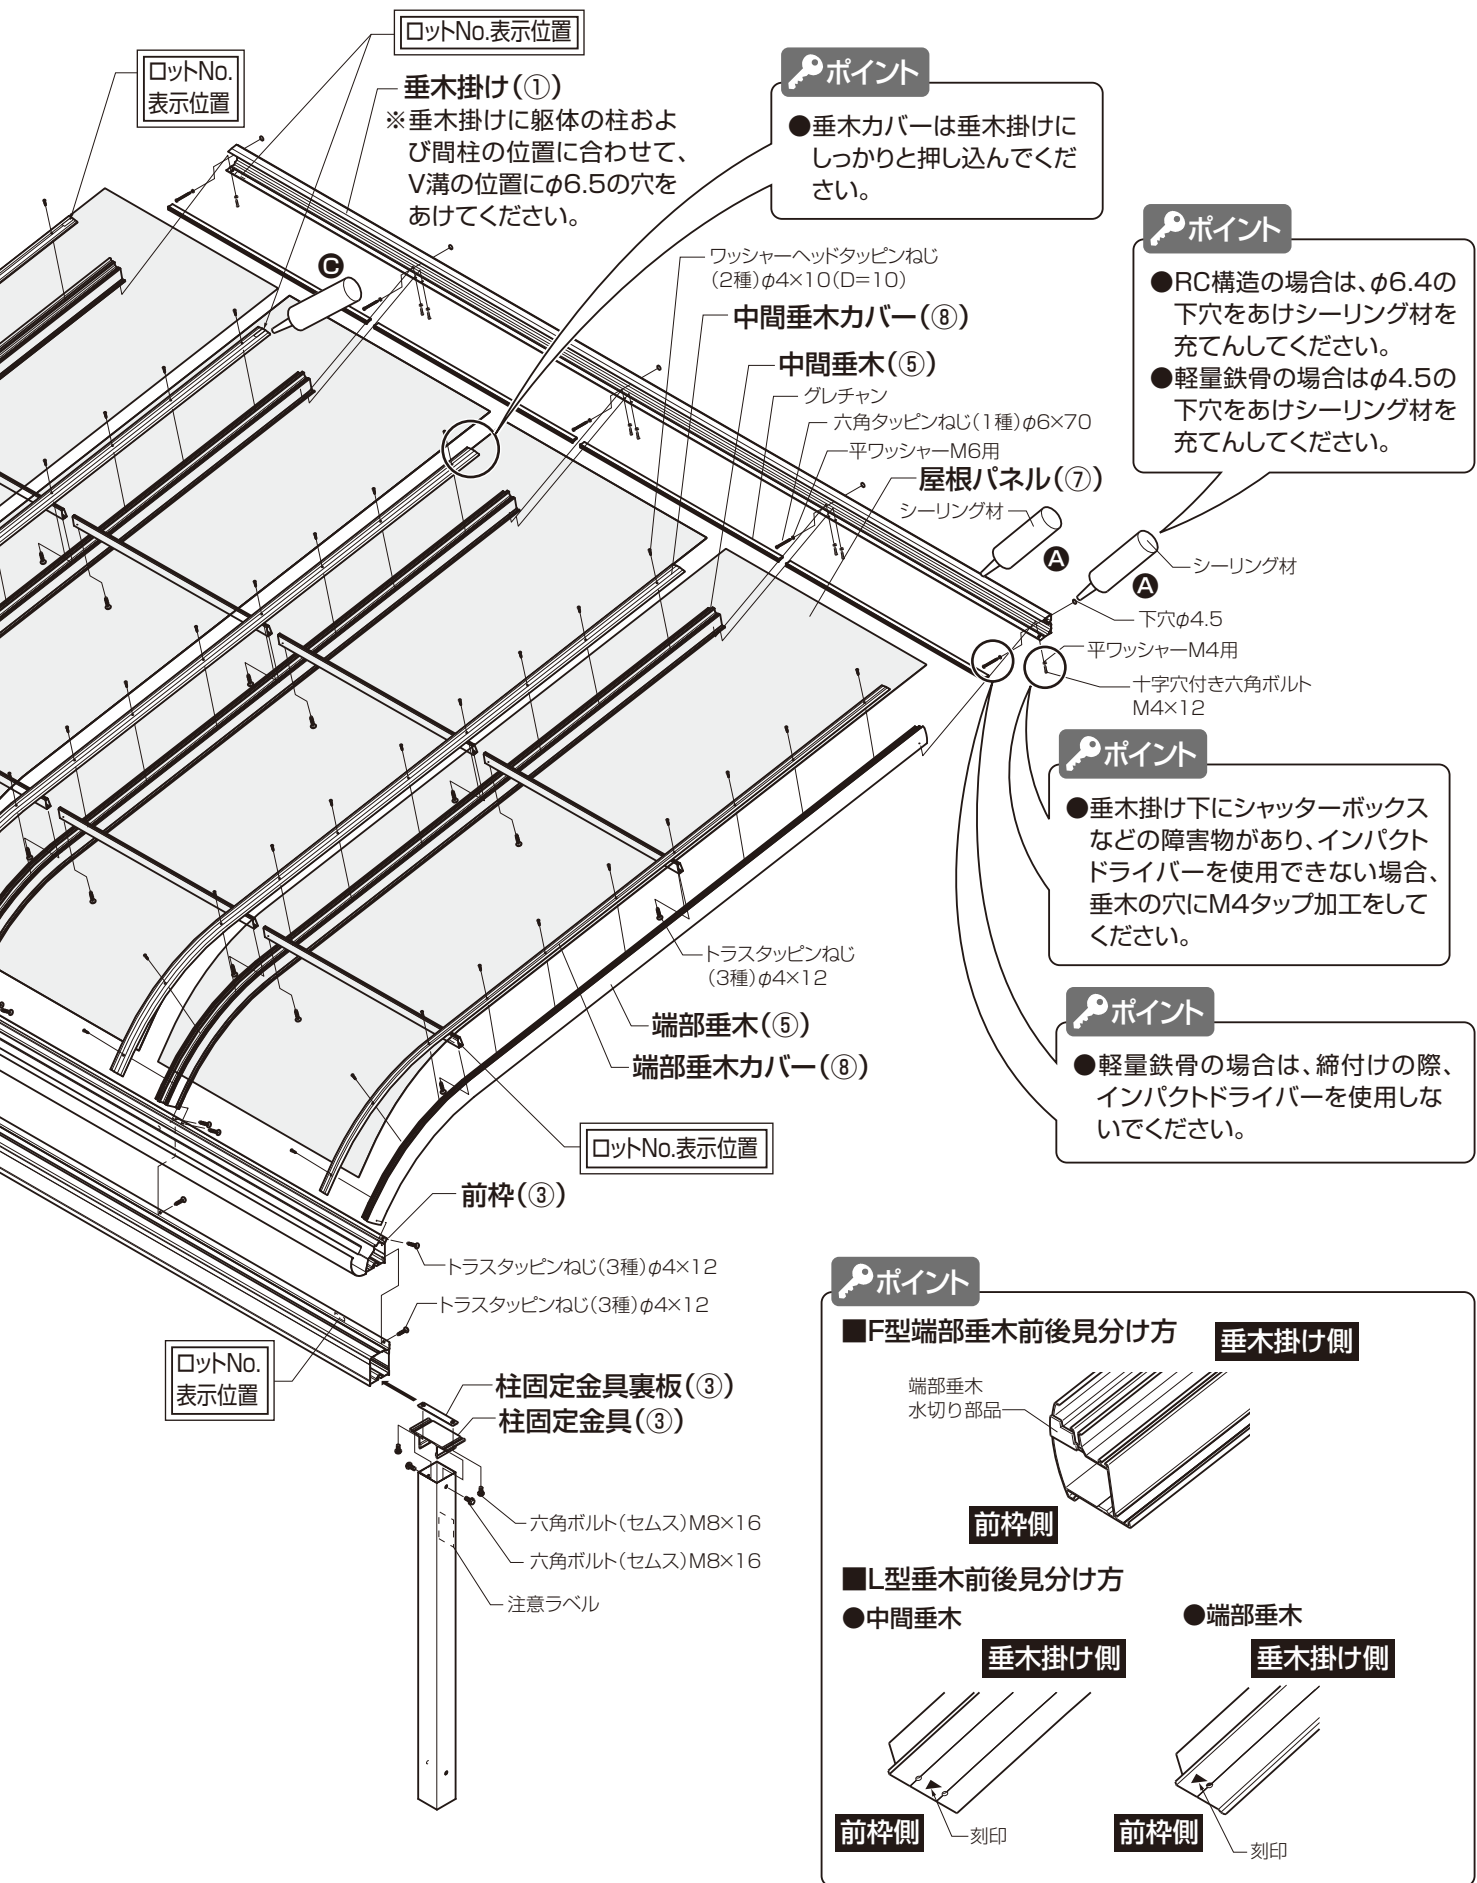 ロットNo.表示位置
ロットNo.
表示位置
垂木掛け(①)
※垂木掛けに躯体の柱およ
び間柱の位置に合わせて、
V溝の位置にφ6.5の穴を
あけてください。
ポイント
●垂木カバーは垂木掛けに
しっかりと押し込んでくだ
さい。
ポイント
●RC構造の場合は、φ6.4の
下穴をあけシーリング材を
充てんしてください。
●軽量鉄骨の場合はφ4.5の
下穴をあけシーリング材を
充てんしてください。
C
ワッシャーヘッドタッピンねじ
(2種)φ4×10(D=10)
中間垂木カバー(⑧)
中間垂木(⑤)
グレチャン
六角タッピンねじ(1種)φ6×70
平ワッシャーM6用
屋根パネル(⑦)
シーリング材
A
シーリング材
A
下穴φ4.5
平ワッシャーM4用
十字穴付き六角ボルト
M4×12
ポイント
●垂木掛け下にシャッターボックス
などの障害物があり、インパクト
ドライバーを使用できない場合、
垂木の穴にM4タップ加工をして
ください。
トラスタッピンねじ
(3種)φ4×12
端部垂木(⑤)
端部垂木カバー(⑧)
ポイント
●軽量鉄骨の場合は、締付けの際、
インパクトドライバーを使用しな
いでください。
ロットNo.表示位置
前枠(③)
トラスタッピンねじ(3種)φ4×12
トラスタッピンねじ(3種)φ4×12
ロットNo.
表示位置
柱固定金具裏板(③)
柱固定金具(③)
六角ボルト(セムス)M8×16
六角ボルト(セムス)M8×16
注意ラベル
ポイント
■F型端部垂木前後見分け方
垂木掛け側
端部垂木
水切り部品
前枠側
■L型垂木前後見分け方
●中間垂木
垂木掛け側
前枠側
刻印
●端部垂木
垂木掛け側
前枠側
刻印